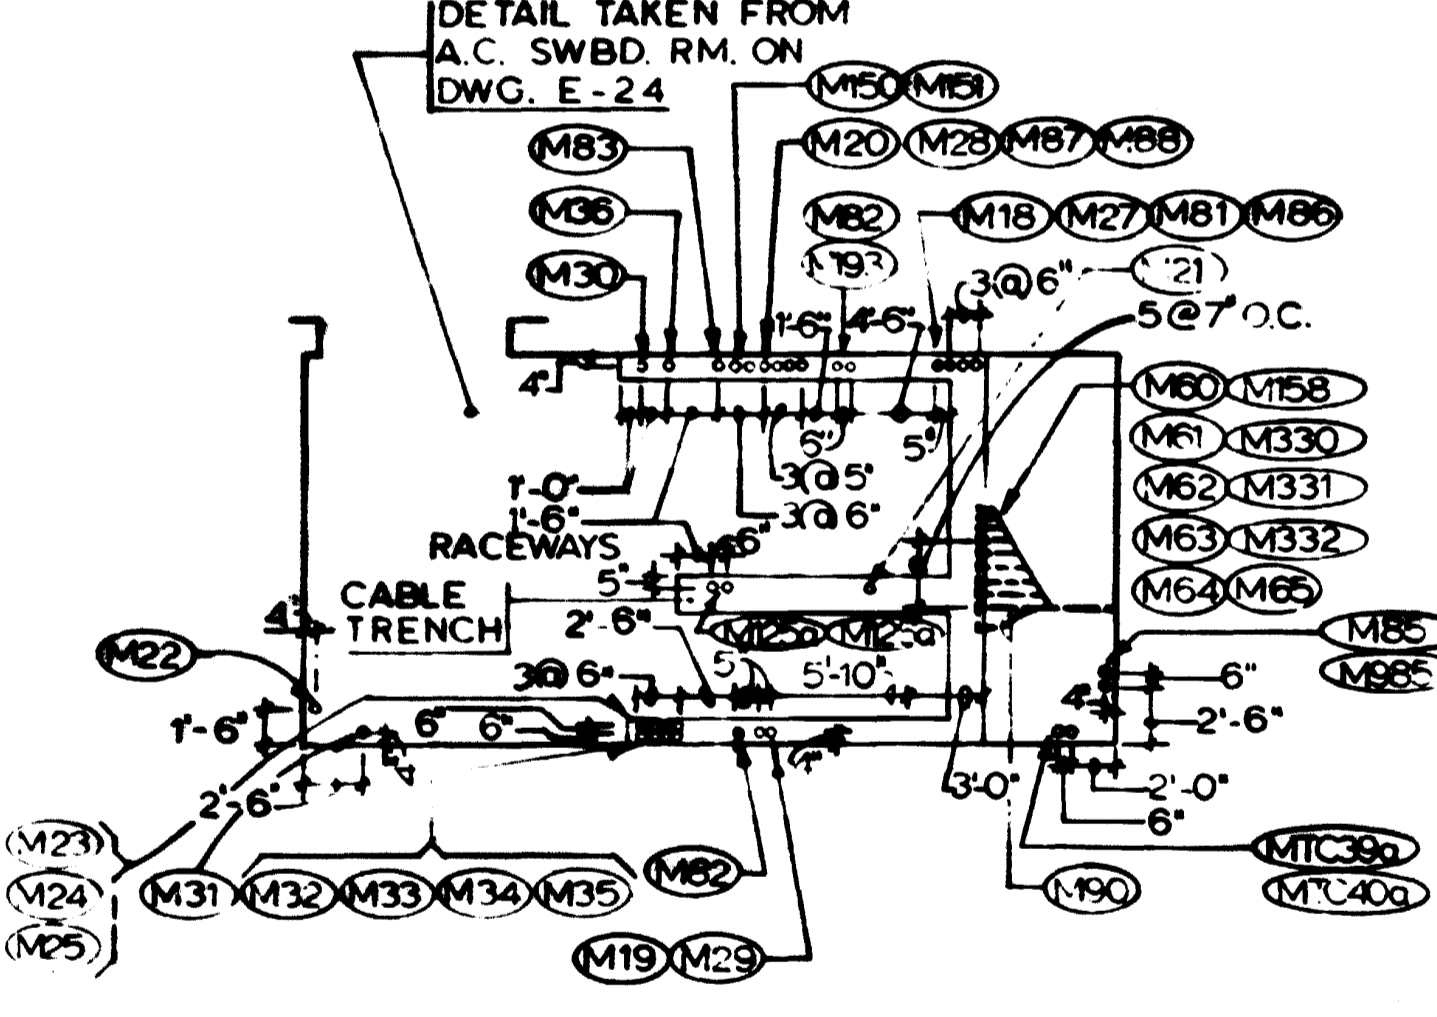 DETAIL TAKEN FROM
A.C. SWBD. RM. ON
DWG. E-24
M150 M151
M83
M20 M28 M87 M88
M36
M82
M18 M27 M81 M86
M30
M193
3@6"
5@7" O.C.
1'-6" 4'-6"
4"
M60 M158
M61 M330
M62 M331
M63 M332
M64 M65
6"
5"
3@5"
1'-0"
1'-6"
3@6"
RACEWAYS
6"
5"
CABLE
TRENCH
4"
2'-6"
M125a M123a
M22
M85
M985
3@6"
5
5'-10"
6"
4"
1'-6"
6"
6"
2'-6"
4"
2'-6"
3'-0"
2'-0"
6"
M23
M24
M25
M31 M32 M33 M34 M35
M82
MTC39a
MTC40a
M90
M19 M29